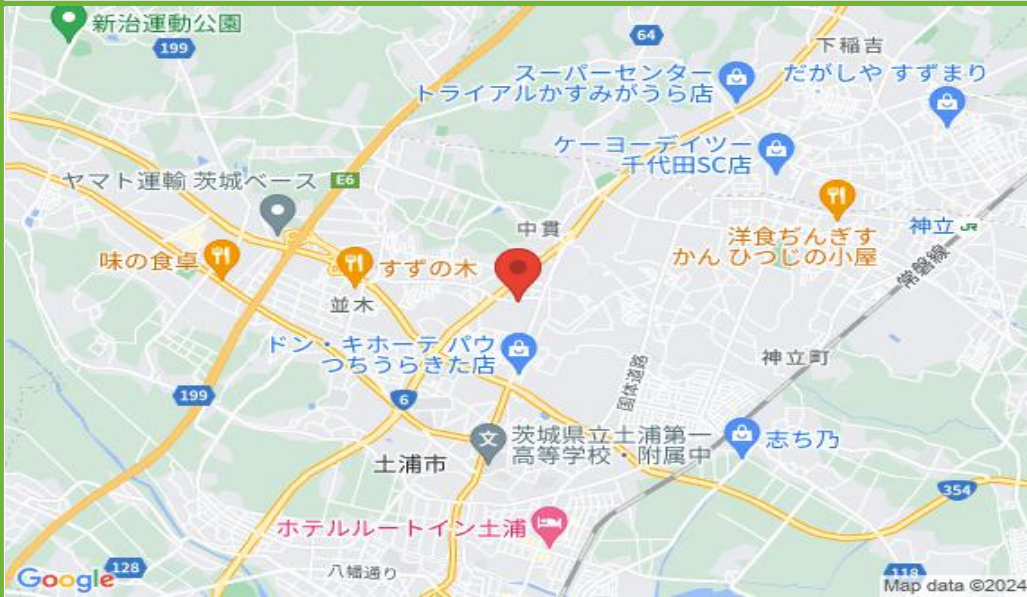 新治運動公園
199
64
下稲吉
スーパーセンター
トライアルかすみがうら店
だがしや すずまり
ケーヨーデイツー
千代田SC店
ヤマト運輸 茨城ベース
E6
中貫
洋食ぢんぎす
かん ひつじの小屋
神立 JR
味の食卓
すずの木
常磐線
並木
ドン・キホーテ パウ
つちうらきた店
神立町
国体道路
199
6
文
茨城県立土浦第一
高等学校・附属中
志ち乃
土浦市
354
ホテルルートイン土浦
Google
128
八幡通り
118
Map data ©2024